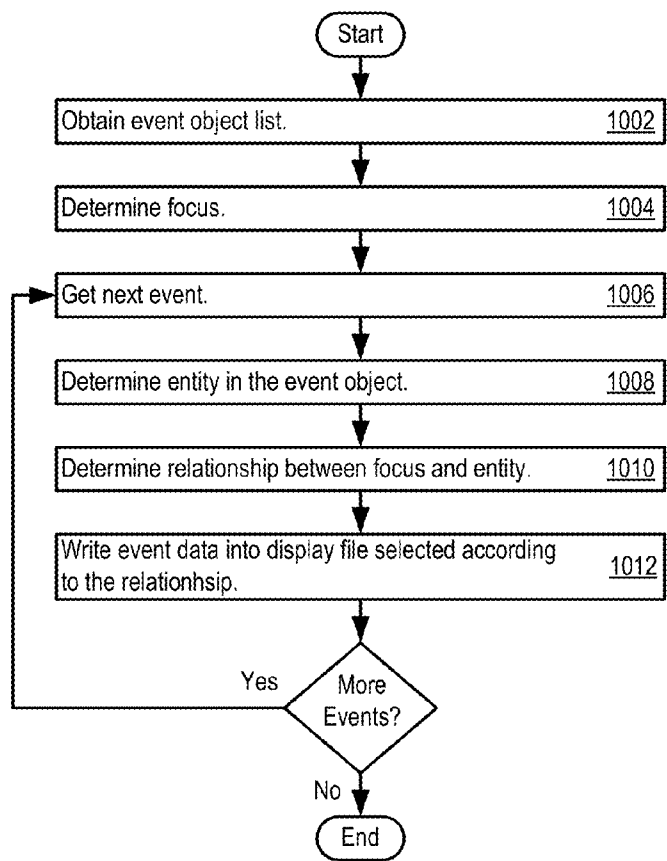 Start
Obtain event object list. 1002
Determine focus. 1004
Get next event. 1006
Determine entity in the event object. 1008
Determine relationship between focus and entity. 1010
Write event data into display file selected according
to the relationhsip. 1012
Yes
More
Events?
No
End